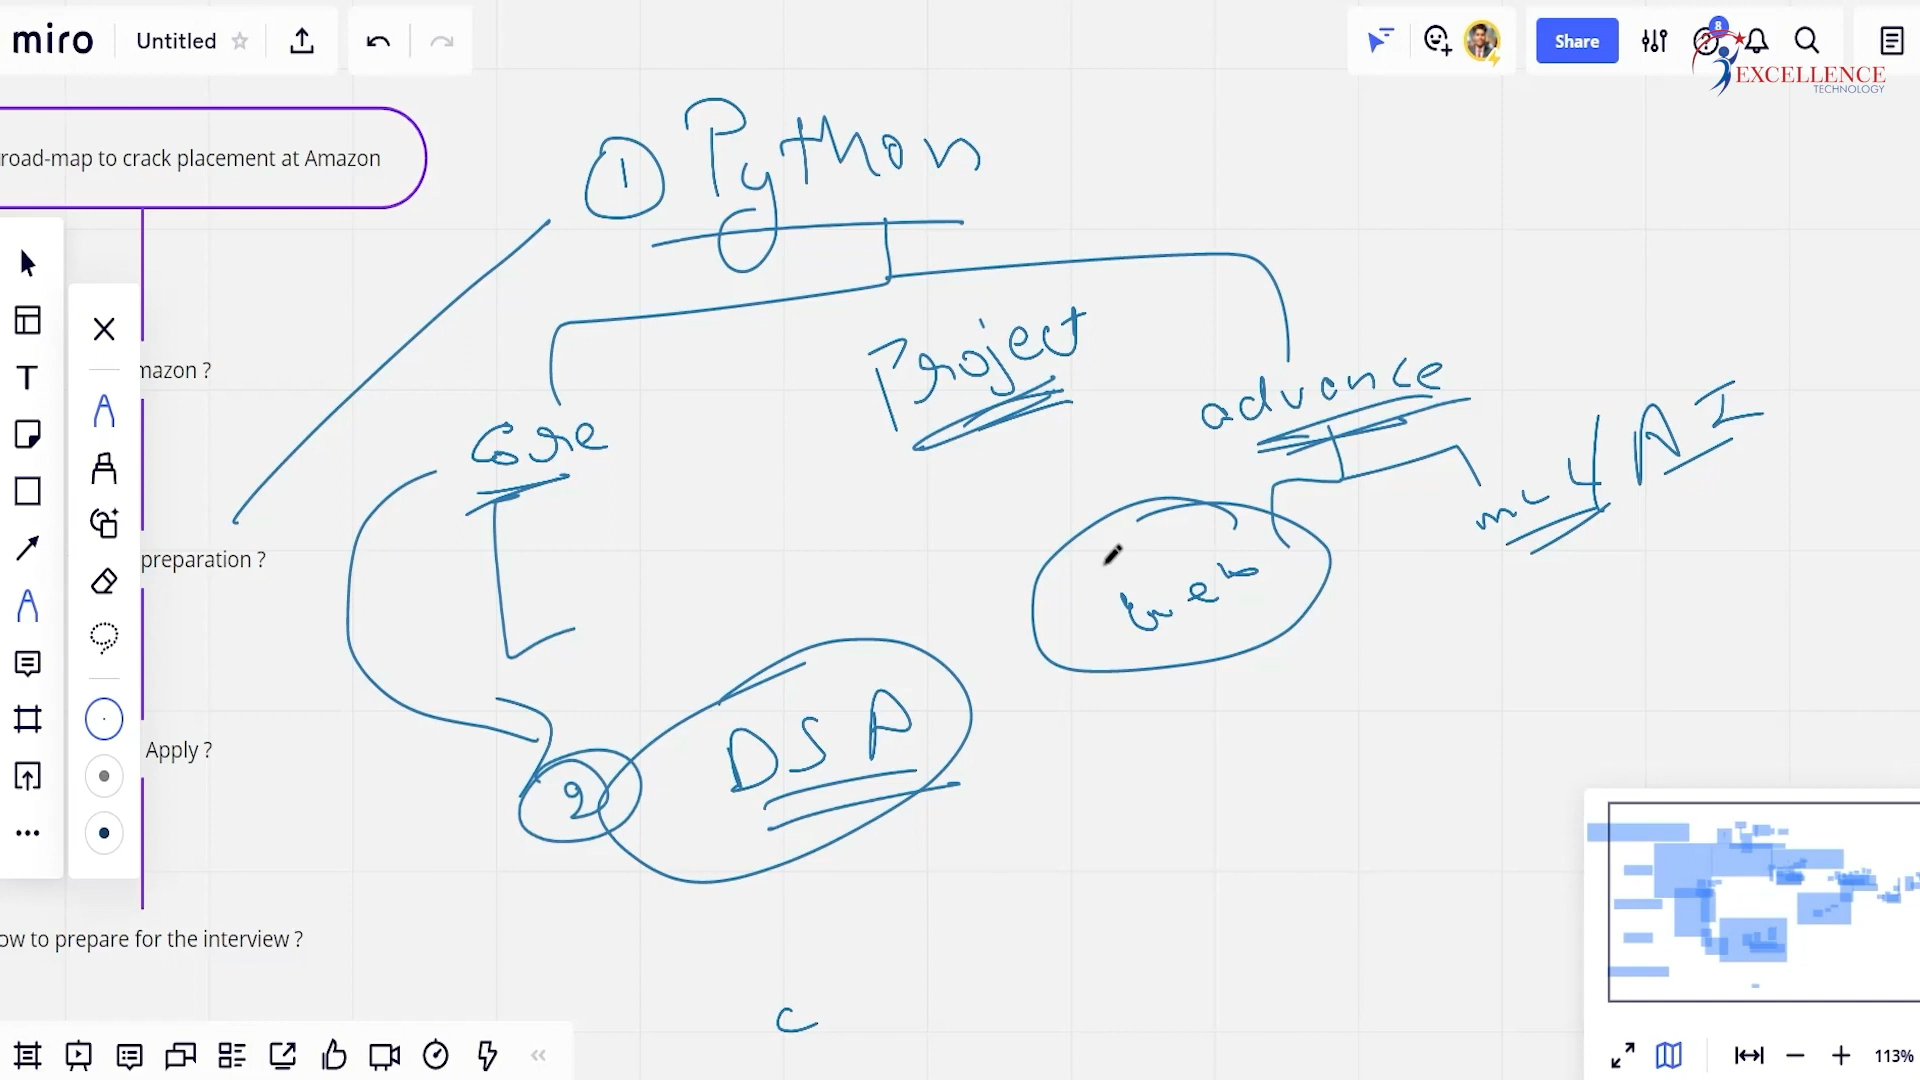 miro
Untitled
Share
8
EXCELLENCE
TECHNOLOGY
road-map to crack placement at Amazon
① Python
Project
mazon ?
Core
advance
ML AI
preparation ?
web
Apply ?
② DSA
ow to prepare for the interview ?
C
T
113%